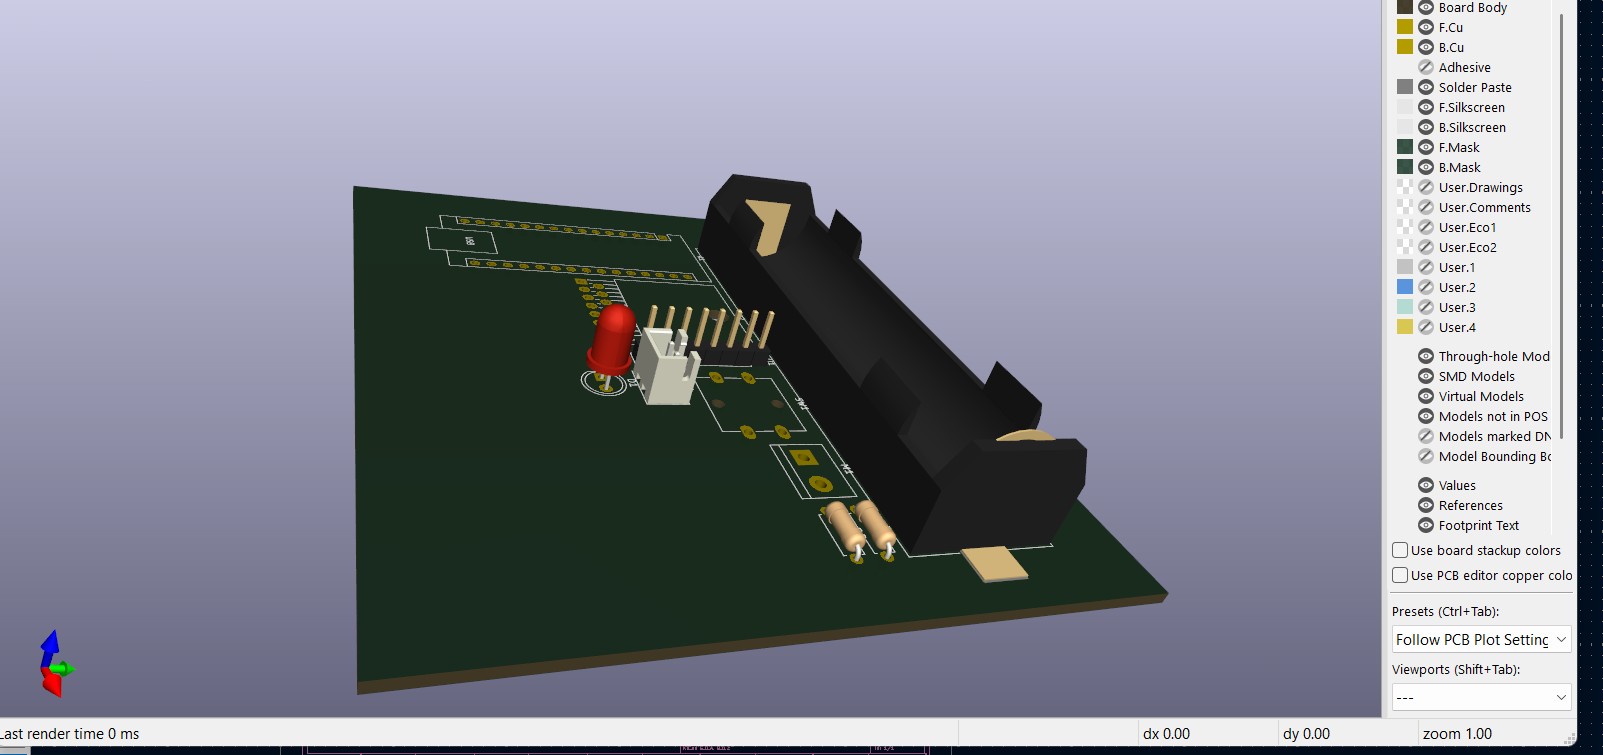 Board Body
F.Cu
B.Cu
Adhesive
Solder Paste
F.Silkscreen
B.Silkscreen
F.Mask
B.Mask
User.Drawings
User.Comments
User.Eco1
User.Eco2
User.1
User.2
User.3
User.4
Through-hole Mod
SMD Models
Virtual Models
Models not in POS
Models marked DN
Model Bounding Bo
Values
References
Footprint Text
Use board stackup colors
Use PCB editor copper colo
Presets (Ctrl+Tab):
Follow PCB Plot Setting
Viewports (Shift+Tab):
---
USB
D1
SW1
M1
Last render time 0 ms
dx 0.00
dy 0.00
zoom 1.00